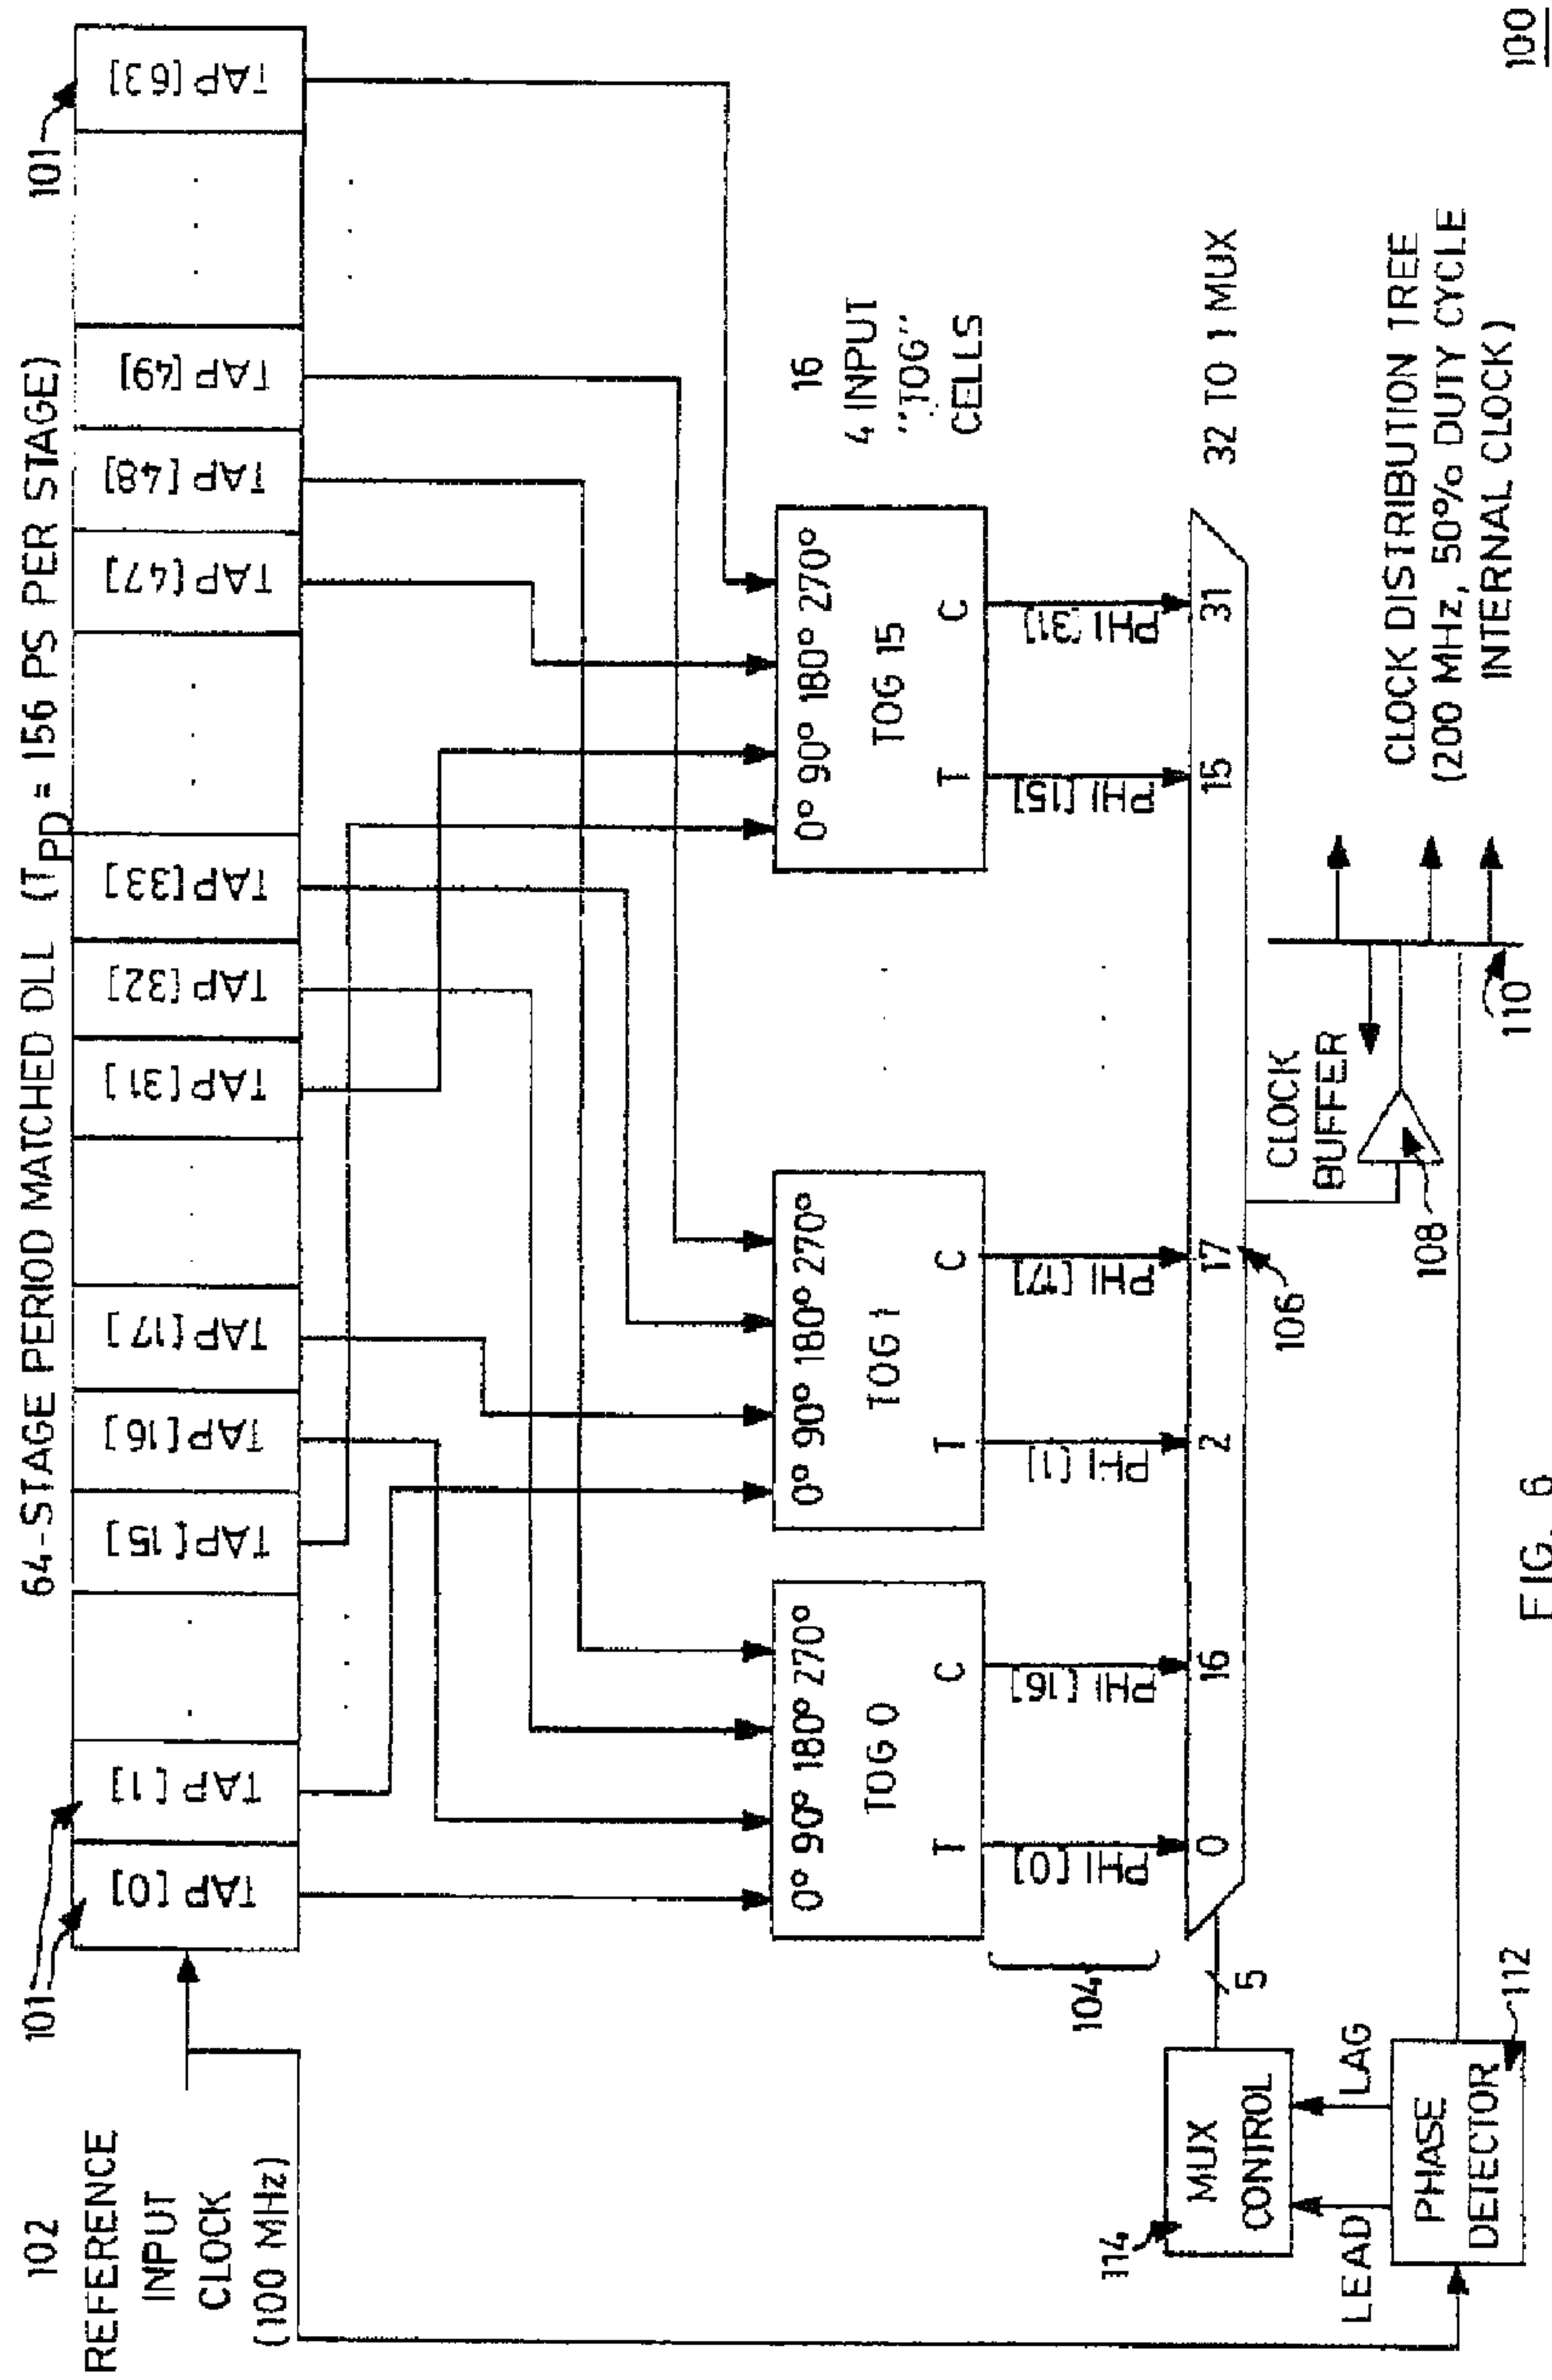 64-STAGE PERIOD MATCHED DLL (TPD = 156 PS PER STAGE)
102
REFERENCE
INPUT
CLOCK
(100 MHz)
101
101
TAP [0]
TAP [1]
. . .
TAP [15]
TAP [16]
TAP [17]
. . .
TAP [31]
TAP [32]
TAP [33]
. . .
TAP [47]
TAP [48]
TAP [49]
. . .
TAP [63]
. . .
. . .
0° 90° 180° 270°
TOG 0
T C
0° 90° 180° 270°
TOG 1
T C
. . .
0° 90° 180° 270°
TOG 15
T C
16
4 INPUT
"TOG"
CELLS
104
PHI [0]
PHI [16]
PHI [1]
PHI [17]
. . .
PHI [15]
PHI [31]
0 16 2 17 15 31
32 TO 1 MUX
5
106
114
MUX
CONTROL
LEAD
LAG
PHASE
DETECTOR
112
CLOCK
BUFFER
108
110
CLOCK DISTRIBUTION TREE
(200 MHz, 50% DUTY CYCLE
INTERNAL CLOCK)
FIG. 6
100